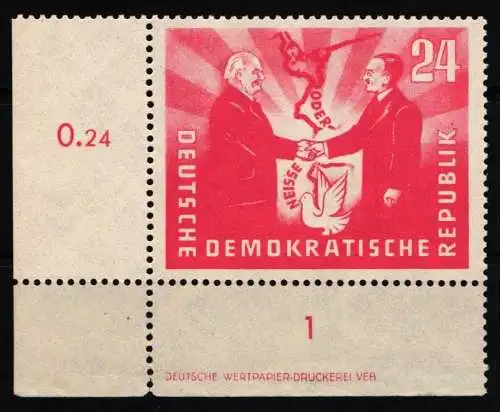 24
ODER
NEISSE
DEUTSCHE
DEMOKRATISCHE
REPUBLIK
0.24
1
DEUTSCHE WERTPAPIER-DRUCKEREI VEB